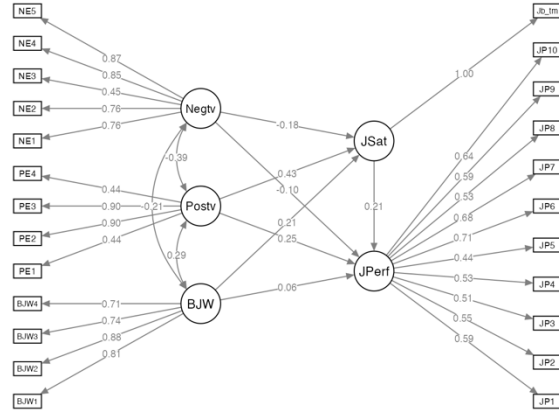 NE5
NE4
NE3
NE2
NE1
PE4
PE3
PE2
PE1
BJW4
BJW3
BJW2
BJW1
0.87
0.85
0.45
0.76
0.76
0.44
0.90
0.90
0.44
0.71
0.74
0.88
0.81
Negtv
Postv
BJW
-0.39
-0.21
0.29
-0.18
0.43
-0.10
0.21
0.25
0.06
JSat
0.21
JPerf
1.00
0.64
0.59
0.53
0.68
0.71
0.44
0.53
0.51
0.55
0.59
Jb_tm
JP10
JP9
JP8
JP7
JP6
JP5
JP4
JP3
JP2
JP1